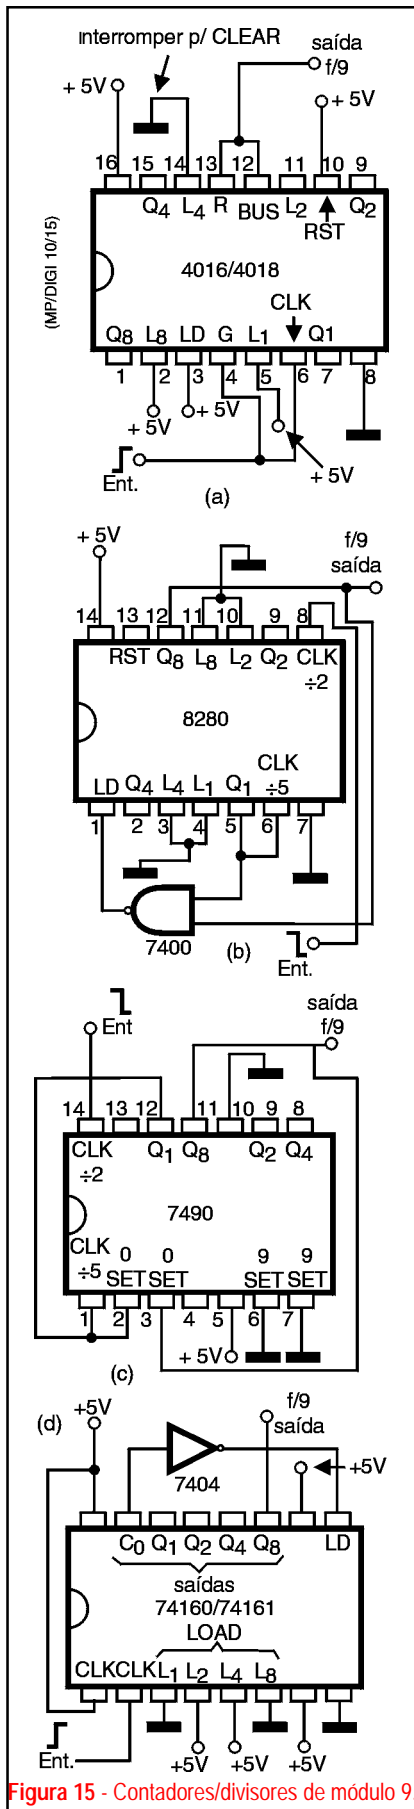 interromper p/ CLEAR
saída
f/9
+ 5V
+ 5V
16 15 14 13 12 11 10 9
Q4 L4 R BUS L2 RST Q2
(MP/DIGI 10/15)
4016/4018
CLK
Q8 L8 LD G L1 Q1
1 2 3 4 5 6 7 8
+ 5V
+ 5V
+ 5V
Ent.
(a)
+ 5V
f/9
saída
14 13 12 11 10 9 8
RST Q8 L8 L2 Q2 CLK
÷2
8280
CLK
LD Q4 L4 L1 Q1 ÷5
1 2 3 4 5 6 7
7400
(b)
Ent.
Ent
saída
f/9
14 13 12 11 10 9 8
CLK Q1 Q8 Q2 Q4
÷2
7490
CLK 0 0 9 9
÷5 SET SET SET SET
1 2 3 4 5 6 7
+ 5V
(c)
(d)
+5V
f/9
saída
7404
+5V
C0 Q1 Q2 Q4 Q8 LD
saídas
74160/74161
LOAD
CLK CLK L1 L2 L4 L8
Ent.
+5V +5V +5V
Figura 15 - Contadores/divisores de módulo 9